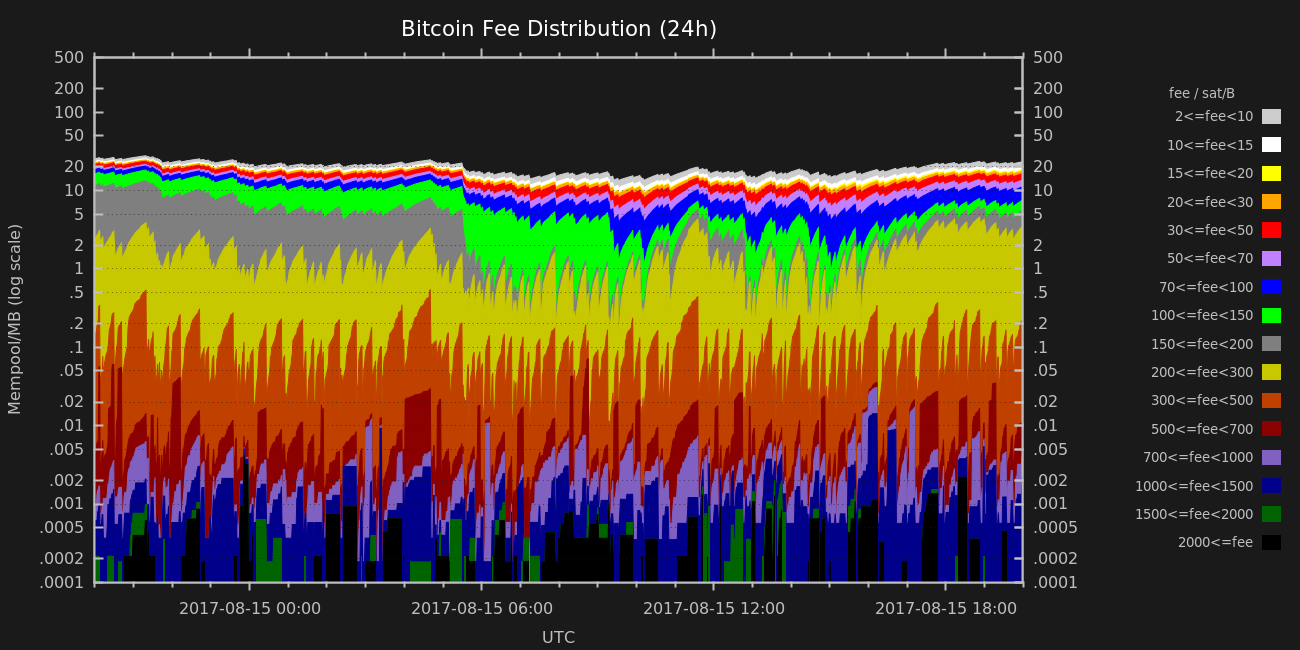 Bitcoin Fee Distribution (24h)
Mempool/MB (log scale)
500
200
100
50
20
10
5
2
1
.5
.2
.1
.05
.02
.01
.005
.002
.001
.0005
.0002
.0001
500
200
100
50
20
10
5
2
1
.5
.2
.1
.05
.02
.01
.005
.002
.001
.0005
.0002
.0001
fee / sat/B
2<=fee<10
10<=fee<15
15<=fee<20
20<=fee<30
30<=fee<50
50<=fee<70
70<=fee<100
100<=fee<150
150<=fee<200
200<=fee<300
300<=fee<500
500<=fee<700
700<=fee<1000
1000<=fee<1500
1500<=fee<2000
2000<=fee
2017-08-15 00:00 2017-08-15 06:00 2017-08-15 12:00 2017-08-15 18:00
UTC